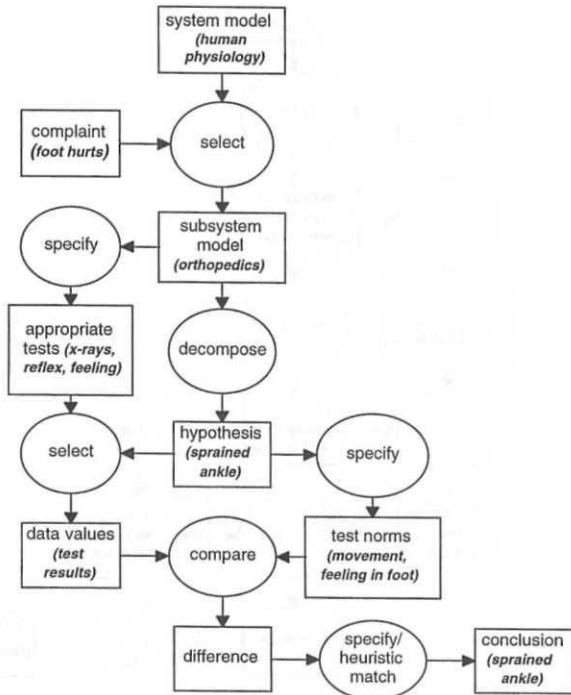 system model
(human
physiology)
complaint
(foot hurts)
select
specify
subsystem
model
(orthopedics)
appropriate
tests (x-rays,
reflex, feeling)
decompose
select
hypothesis
(sprained
ankle)
specify
data values
(test
results)
compare
test norms
(movement,
feeling in foot)
difference
specify/
heuristic
match
conclusion
(sprained
ankle)